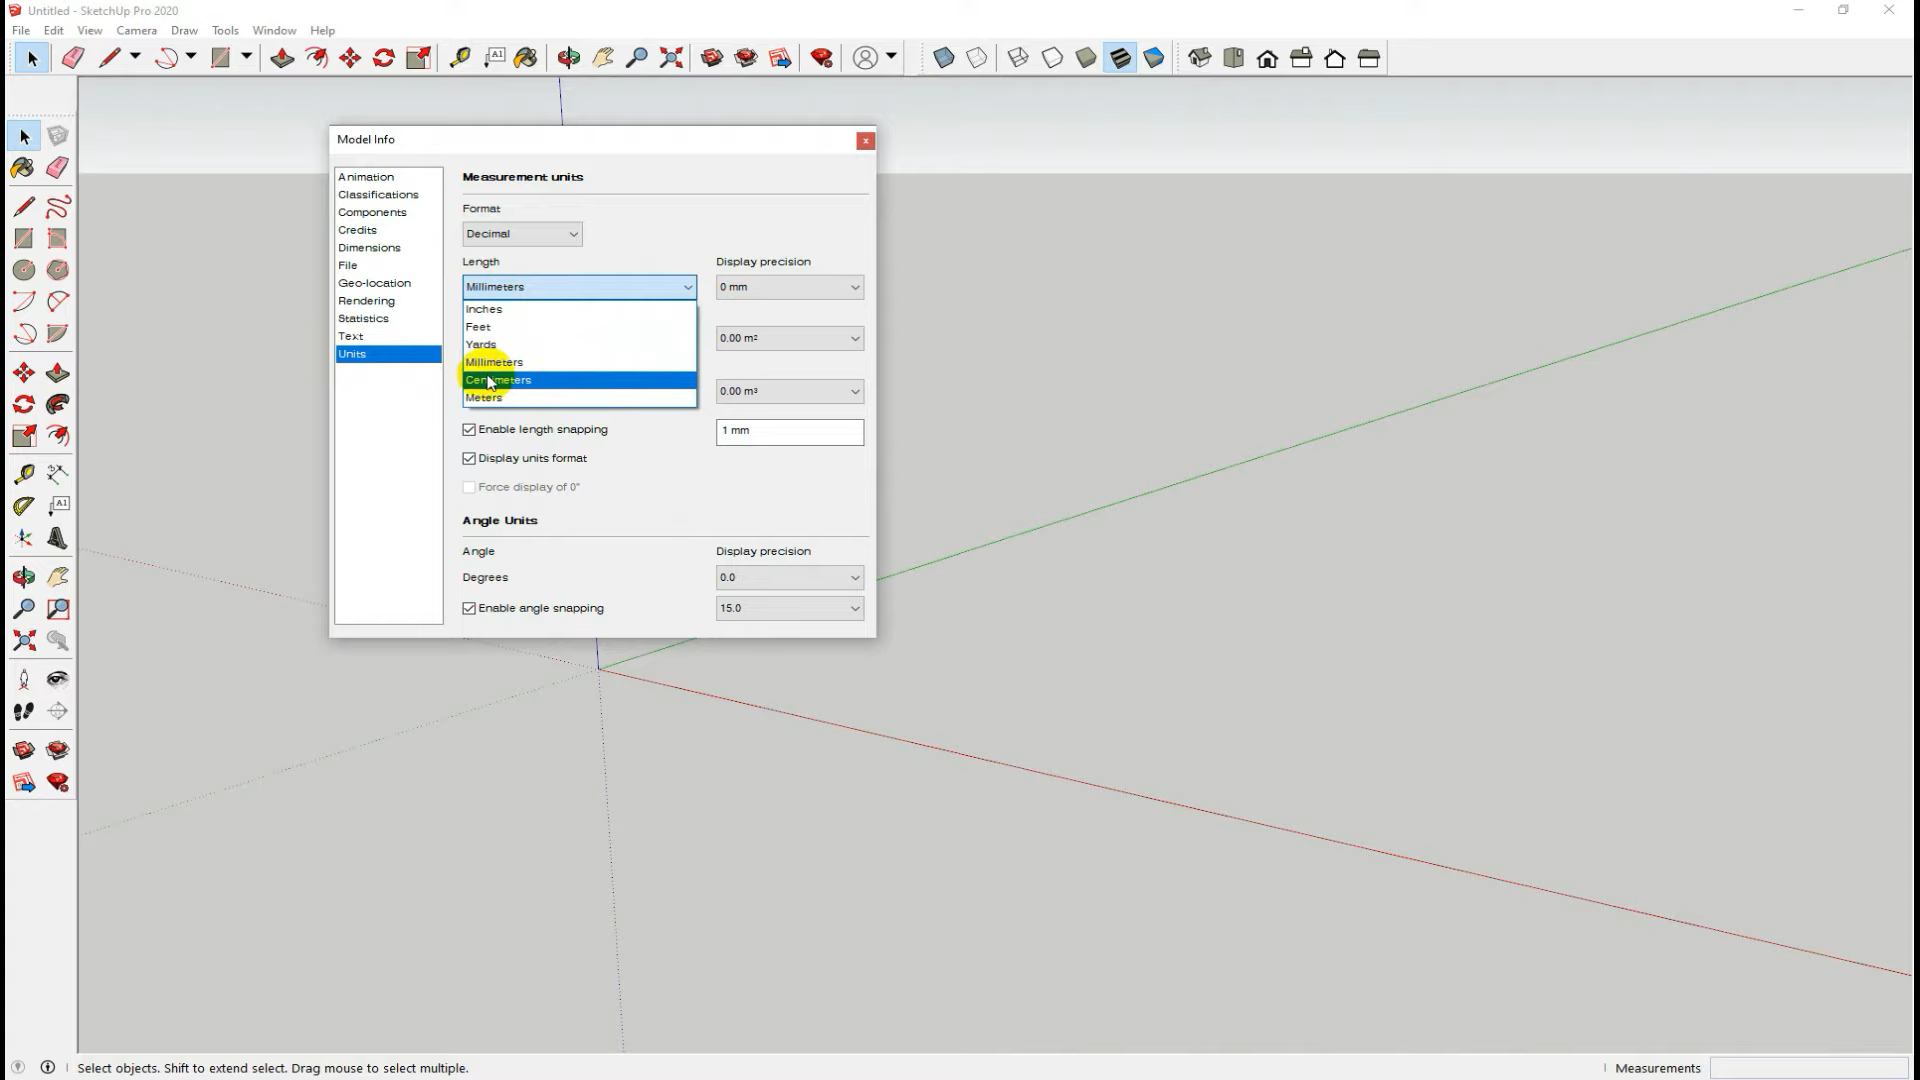 Untitled - SketchUp Pro 2020
File Edit View Camera Draw Tools Window Help
A1
Model Info
x
Animation
Classifications
Components
Credits
Dimensions
File
Geo-location
Rendering
Statistics
Text
Units
Measurement units
Format
Decimal
Length
Display precision
Millimeters
0 mm
Inches
Feet
Yards
Millimeters
Centimeters
Meters
0.00 m²
0.00 m³
Enable length snapping
1 mm
Display units format
Force display of 0"
Angle Units
Angle
Display precision
Degrees
0.0
Enable angle snapping
15.0
A1
Select objects. Shift to extend select. Drag mouse to select multiple.
Measurements